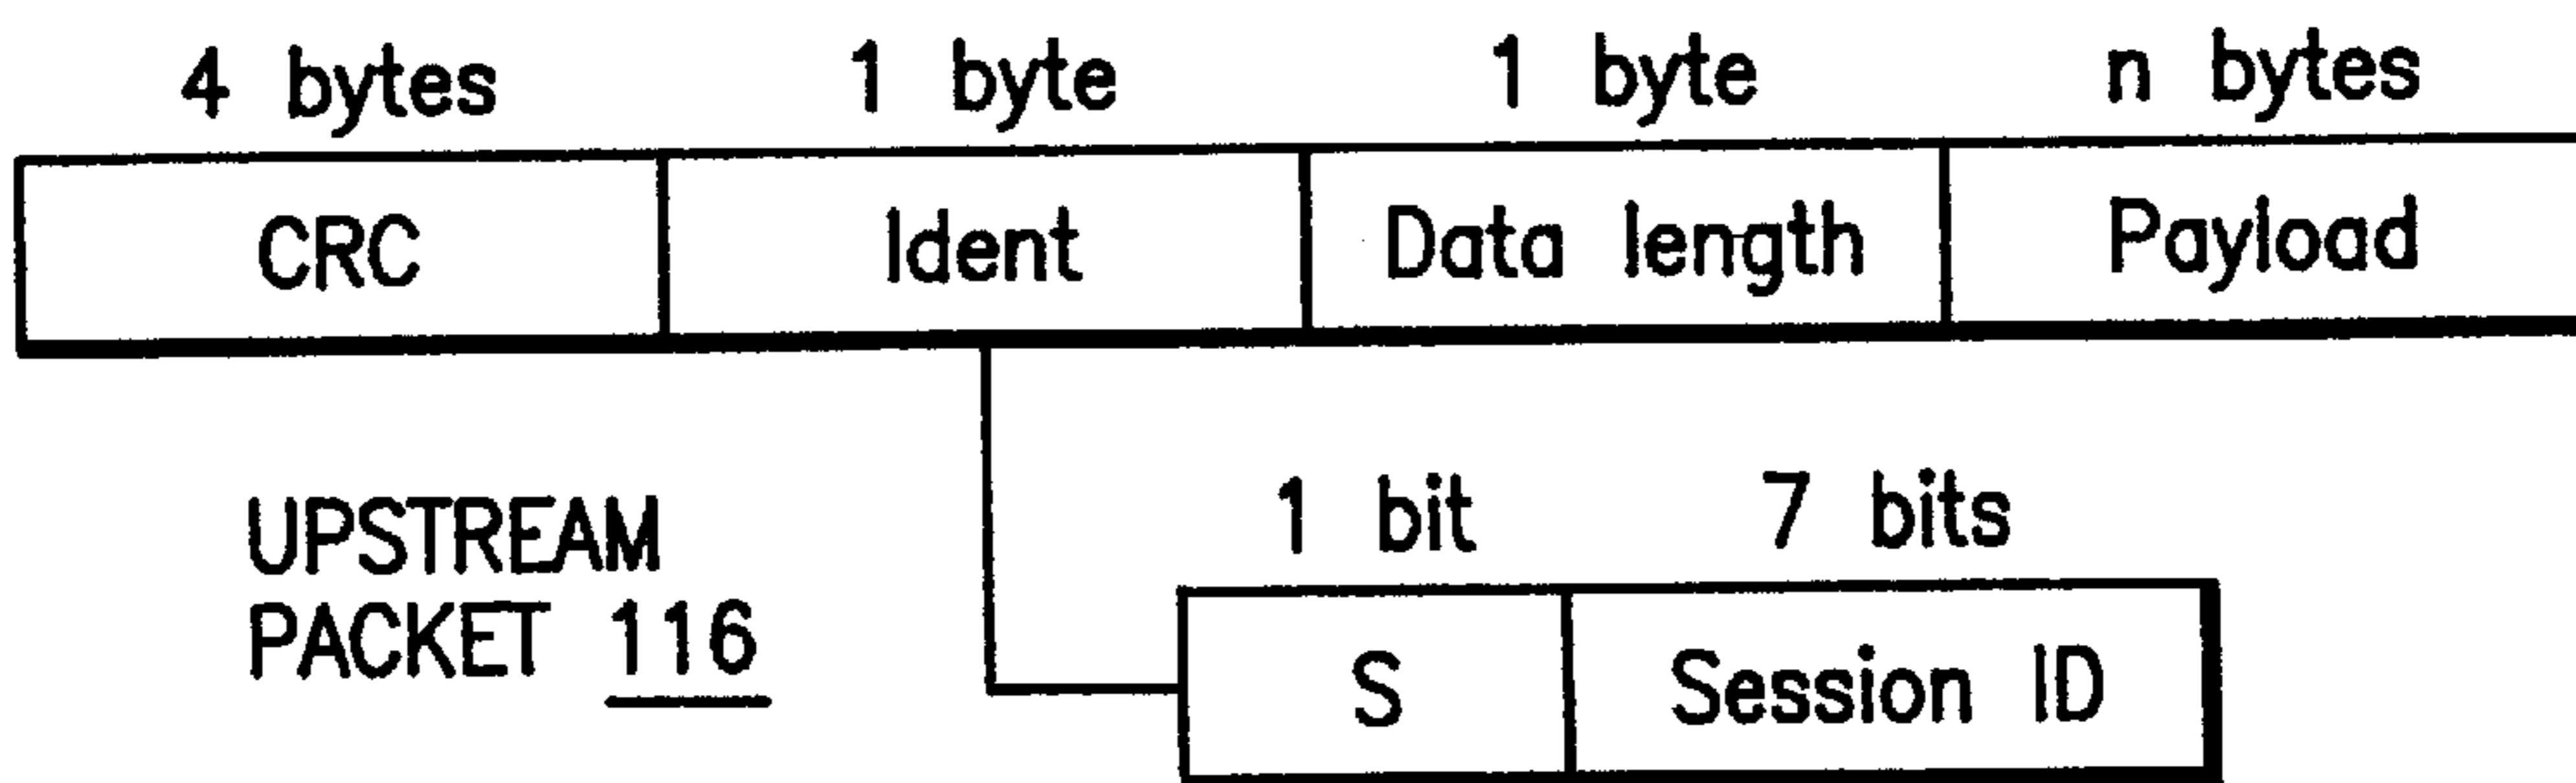 4 bytes 1 byte 1 byte n bytes
CRC Ident Data length Payload
1 bit 7 bits
UPSTREAM
PACKET 116
S Session ID